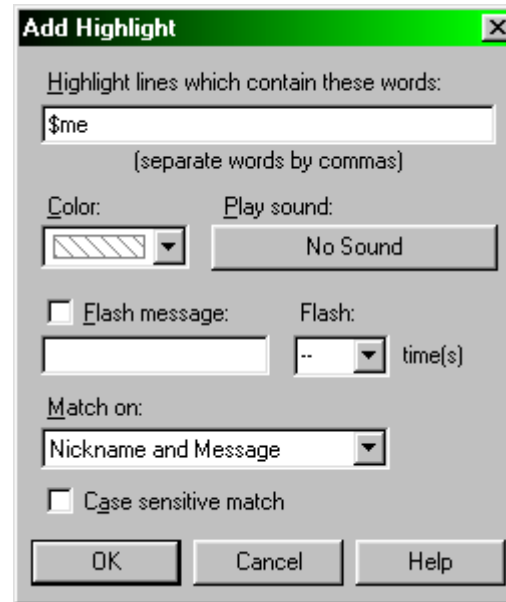 Add Highlight
Highlight lines which contain these words:
$me
(separate words by commas)
Color: Play sound:
No Sound
Flash message: Flash:
-- time(s)
Match on:
Nickname and Message
Case sensitive match
OK Cancel Help